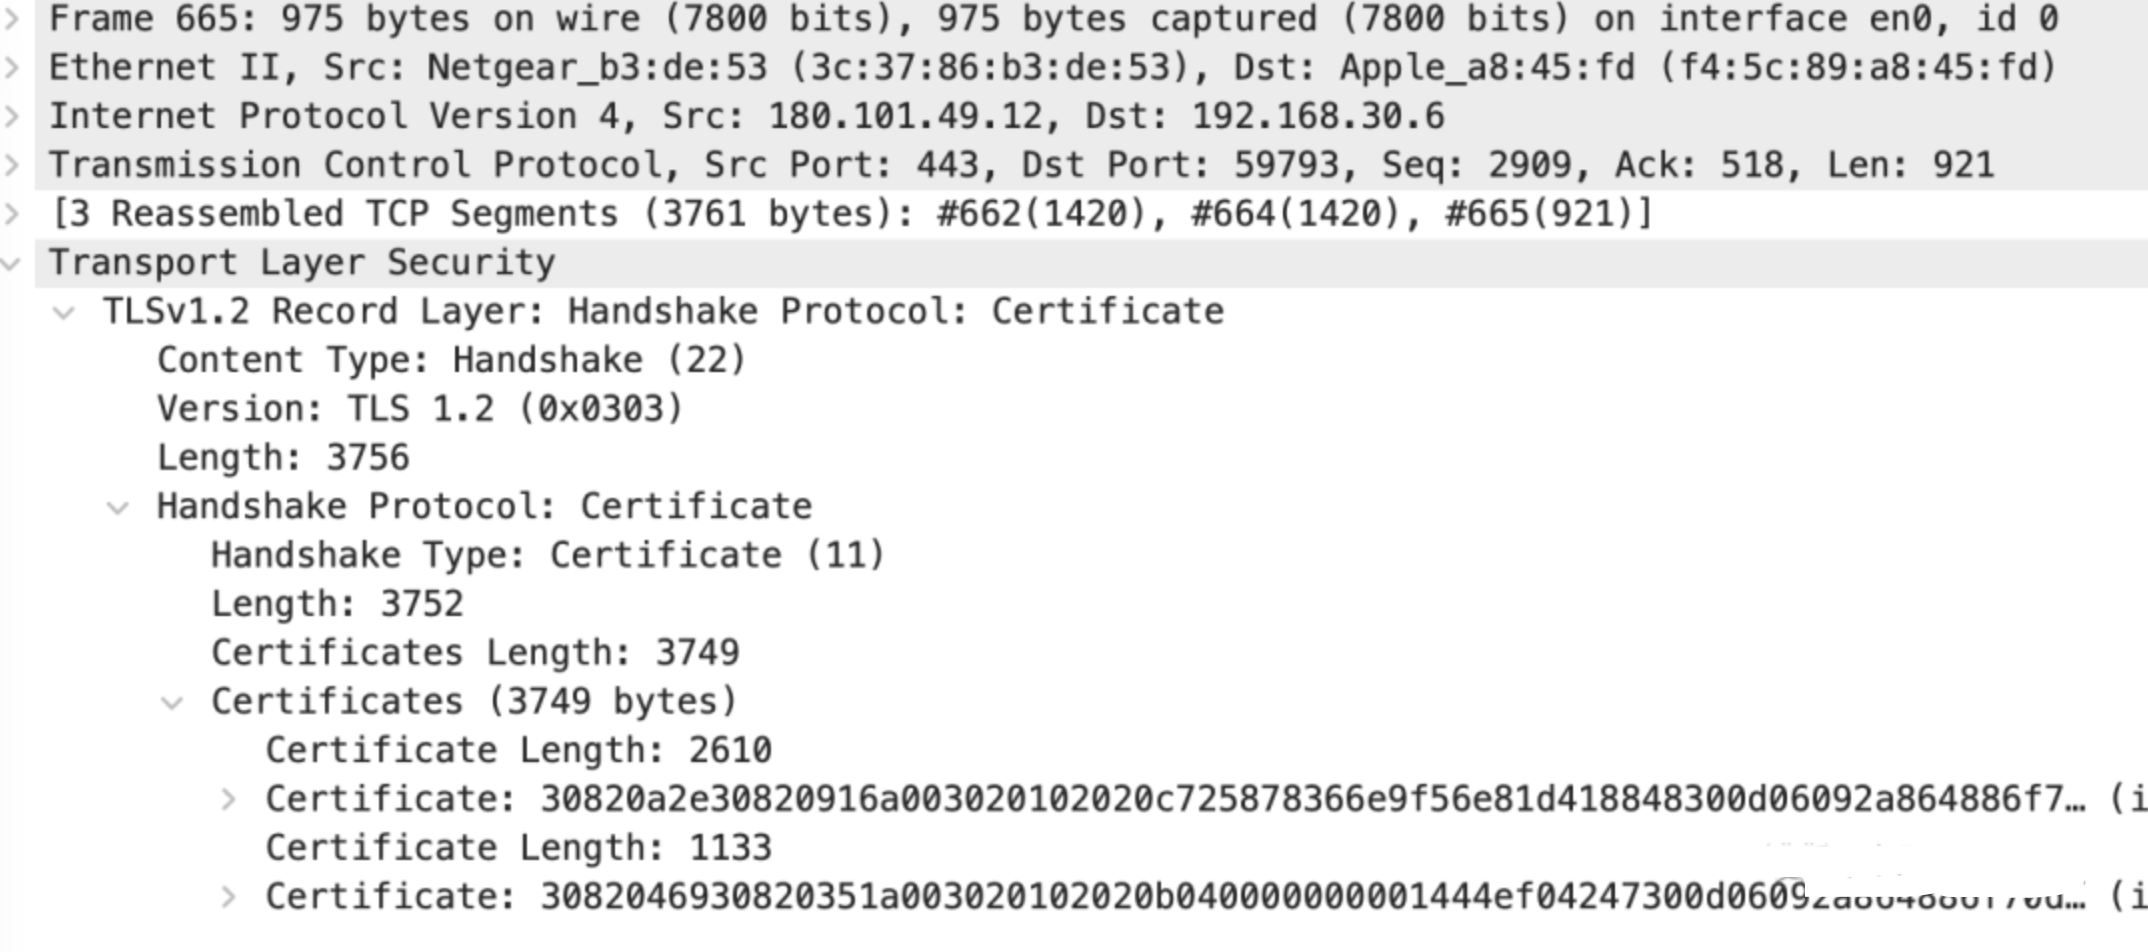 Frame 665: 975 bytes on wire (7800 bits), 975 bytes captured (7800 bits) on interface en0, id 0
Ethernet II, Src: Netgear_b3:de:53 (3c:37:86:b3:de:53), Dst: Apple_a8:45:fd (f4:5c:89:a8:45:fd)
Internet Protocol Version 4, Src: 180.101.49.12, Dst: 192.168.30.6
Transmission Control Protocol, Src Port: 443, Dst Port: 59793, Seq: 2909, Ack: 518, Len: 921
[3 Reassembled TCP Segments (3761 bytes): #662(1420), #664(1420), #665(921)]
Transport Layer Security
TLSv1.2 Record Layer: Handshake Protocol: Certificate
Content Type: Handshake (22)
Version: TLS 1.2 (0x0303)
Length: 3756
Handshake Protocol: Certificate
Handshake Type: Certificate (11)
Length: 3752
Certificates Length: 3749
Certificates (3749 bytes)
Certificate Length: 2610
Certificate: 30820a2e30820916a003020102020c725878366e9f56e81d418848300d06092a864886f7… (i
Certificate Length: 1133
Certificate: 3082046930820351a003020102020b040000000001444ef04247300d06092a864886f70d… (i